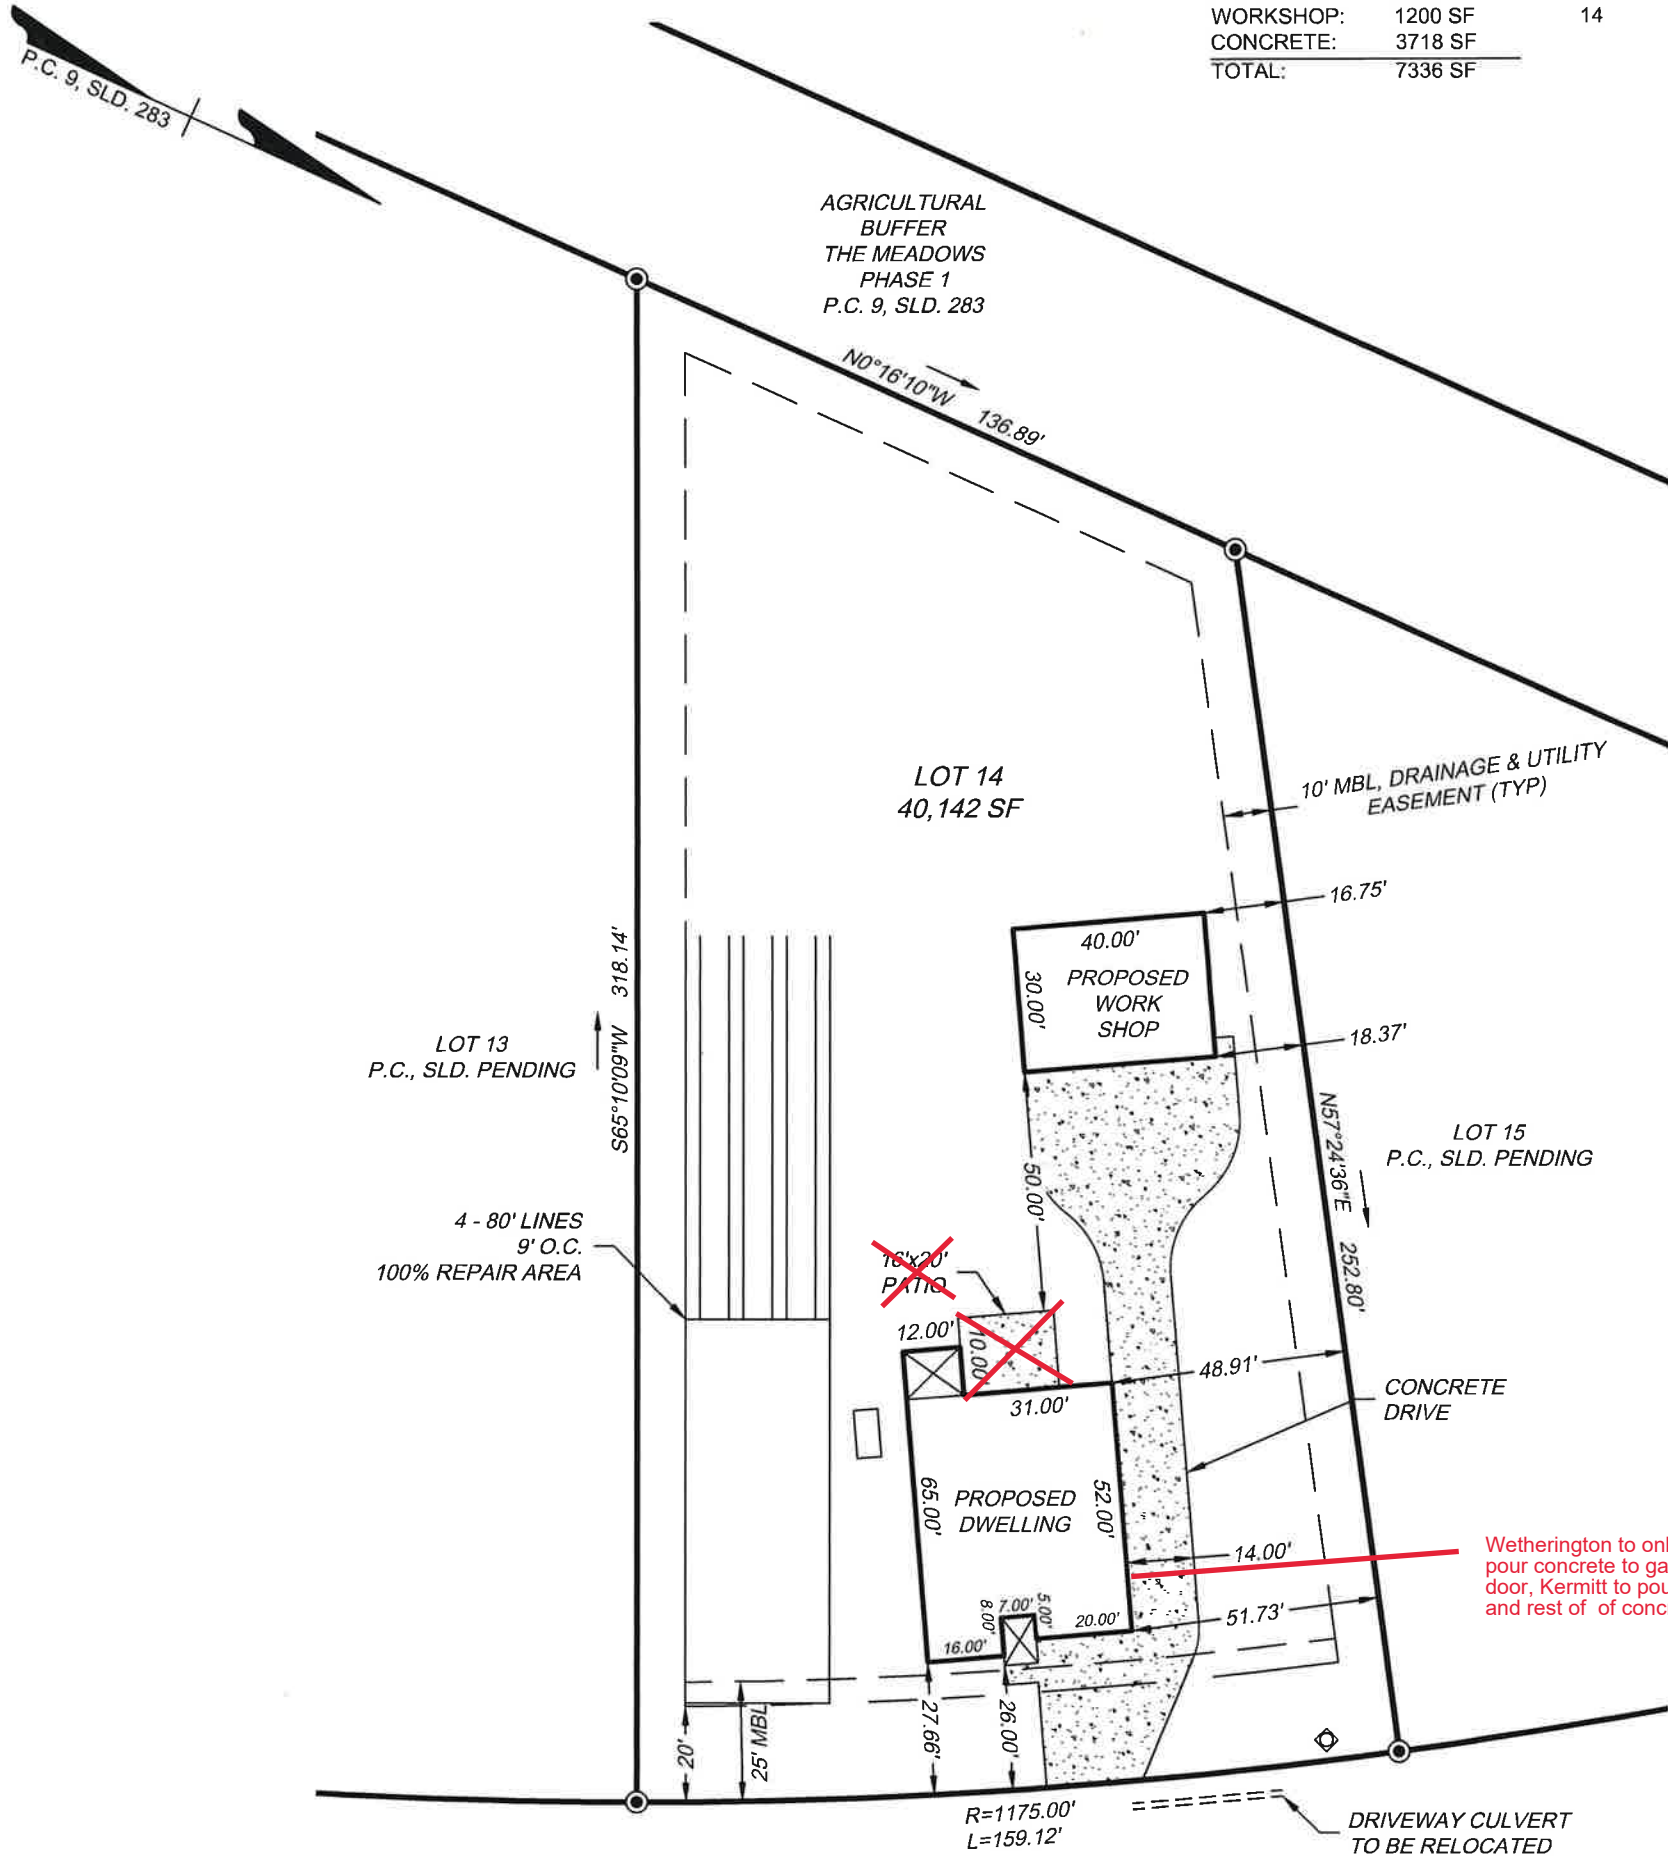 WORKSHOP: 1200 SF 14
CONCRETE: 3718 SF
TOTAL: 7336 SF
P.C. 9, SLD. 283
AGRICULTURAL
BUFFER
THE MEADOWS
PHASE 1
P.C. 9, SLD. 283
N0°16'10"W 136.89'
LOT 14
40,142 SF
10' MBL, DRAINAGE & UTILITY
EASEMENT (TYP)
16.75'
40.00'
30.00'
PROPOSED
WORK
SHOP
18.37'
S65°10'09"W 318.14'
LOT 13
P.C., SLD. PENDING
N57°24'36"E 252.80'
LOT 15
P.C., SLD. PENDING
50.00'
4 - 80' LINES
9' O.C.
100% REPAIR AREA
PATIO
12.00'
10.00'
31.00'
48.91'
CONCRETE
DRIVE
65.00'
PROPOSED
DWELLING
52.00'
14.00'
Wetherington to
pour concrete to
door, Kermitt to
and rest of of
8.00'
7.00'
5.00'
20.00'
16.00'
51.73'
20'
25' MBL
27.66'
26.00'
R=1175.00'
L=159.12'
DRIVEWAY CULVERT
TO BE RELOCATED